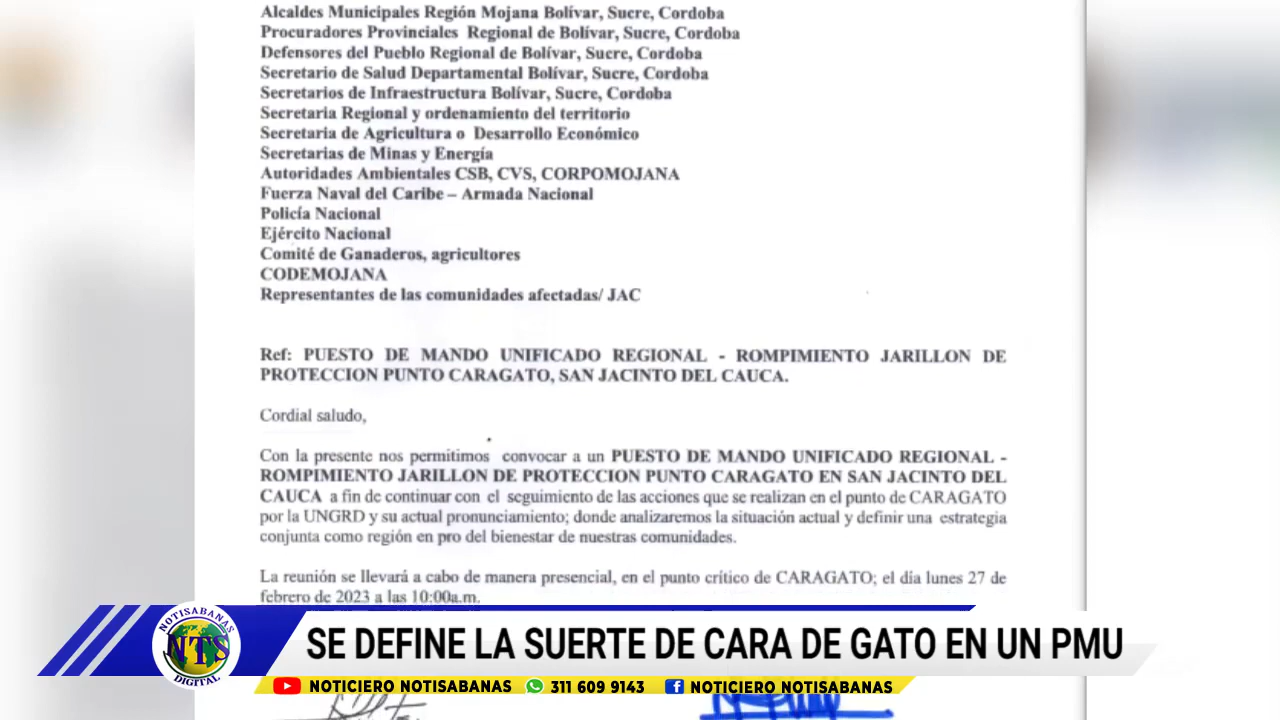 Alcaldes Municipales Región Mojana Bolívar, Sucre, Cordoba
Procuradores Provinciales Regional de Bolívar, Sucre, Cordoba
Defensores del Pueblo Regional de Bolívar, Sucre, Cordoba
Secretario de Salud Departamental Bolívar, Sucre, Cordoba
Secretarios de Infraestructura Bolívar, Sucre, Cordoba
Secretaria Regional y ordenamiento del territorio
Secretaria de Agricultura o Desarrollo Económico
Secretarias de Minas y Energía
Autoridades Ambientales CSB, CVS, CORPOMOJANA
Fuerza Naval del Caribe – Armada Nacional
Policía Nacional
Ejército Nacional
Comité de Ganaderos, agricultores
CODEMOJANA
Representantes de las comunidades afectadas/ JAC
Ref: PUESTO DE MANDO UNIFICADO REGIONAL - ROMPIMIENTO JARILLON DE
PROTECCION PUNTO CARAGATO, SAN JACINTO DEL CAUCA.
Cordial saludo,
Con la presente nos permitimos convocar a un PUESTO DE MANDO UNIFICADO REGIONAL -
ROMPIMIENTO JARILLON DE PROTECCION PUNTO CARAGATO EN SAN JACINTO DEL
CAUCA a fin de continuar con el seguimiento de las acciones que se realizan en el punto de CARAGATO
por la UNGRD y su actual pronunciamiento; donde analizaremos la situación actual y definir una estrategia
conjunta como región en pro del bienestar de nuestras comunidades.
La reunión se llevará a cabo de manera presencial, en el punto crítico de CARAGATO; el día lunes 27 de
febrero de 2023 a las 10:00a.m.
NOTISABANAS
NTS
DIGITAL
SE DEFINE LA SUERTE DE CARA DE GATO EN UN PMU
NOTICIERO NOTISABANAS 311 609 9143 NOTICIERO NOTISABANAS